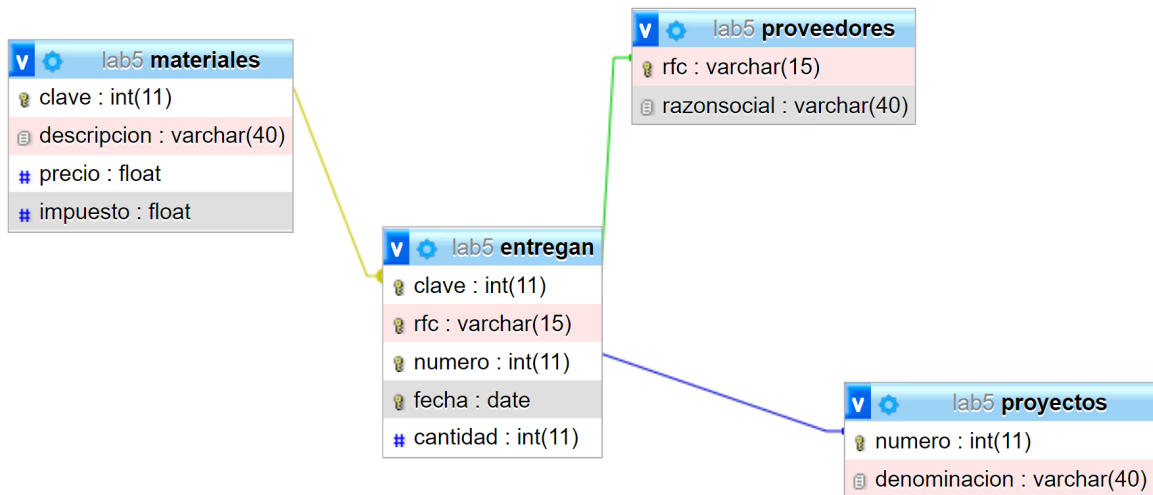 v lab5 materiales
clave : int(11)
descripcion : varchar(40)
# precio : float
# impuesto : float
v lab5 proveedores
rfc : varchar(15)
razonsocial : varchar(40)
v lab5 entregan
clave : int(11)
rfc : varchar(15)
numero : int(11)
fecha : date
# cantidad : int(11)
v lab5 proyectos
numero : int(11)
denominacion : varchar(40)